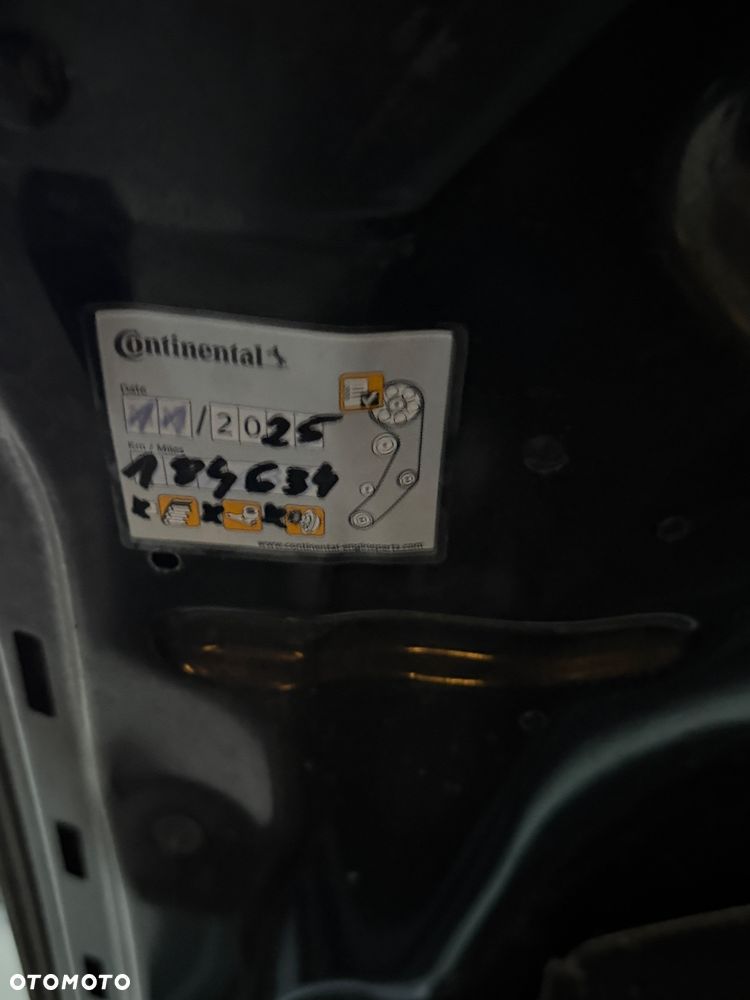 Continental
Date
11/2025
Km / Miles
184634
x x x
www.continental-engineparts.com
OTOMOTO